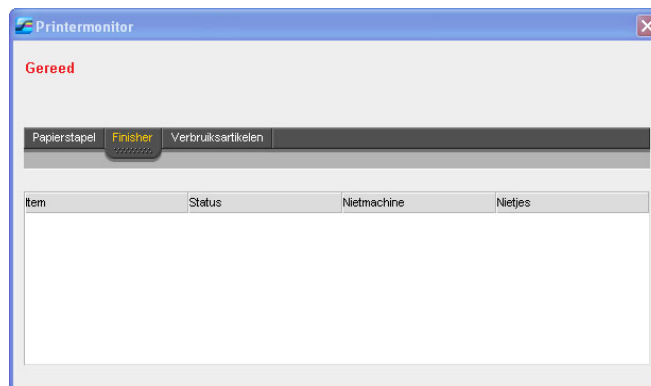 Printermonitor
Gereed
Papierstapel Finisher Verbruiksartikelen
Item Status Nietmachine Nietjes